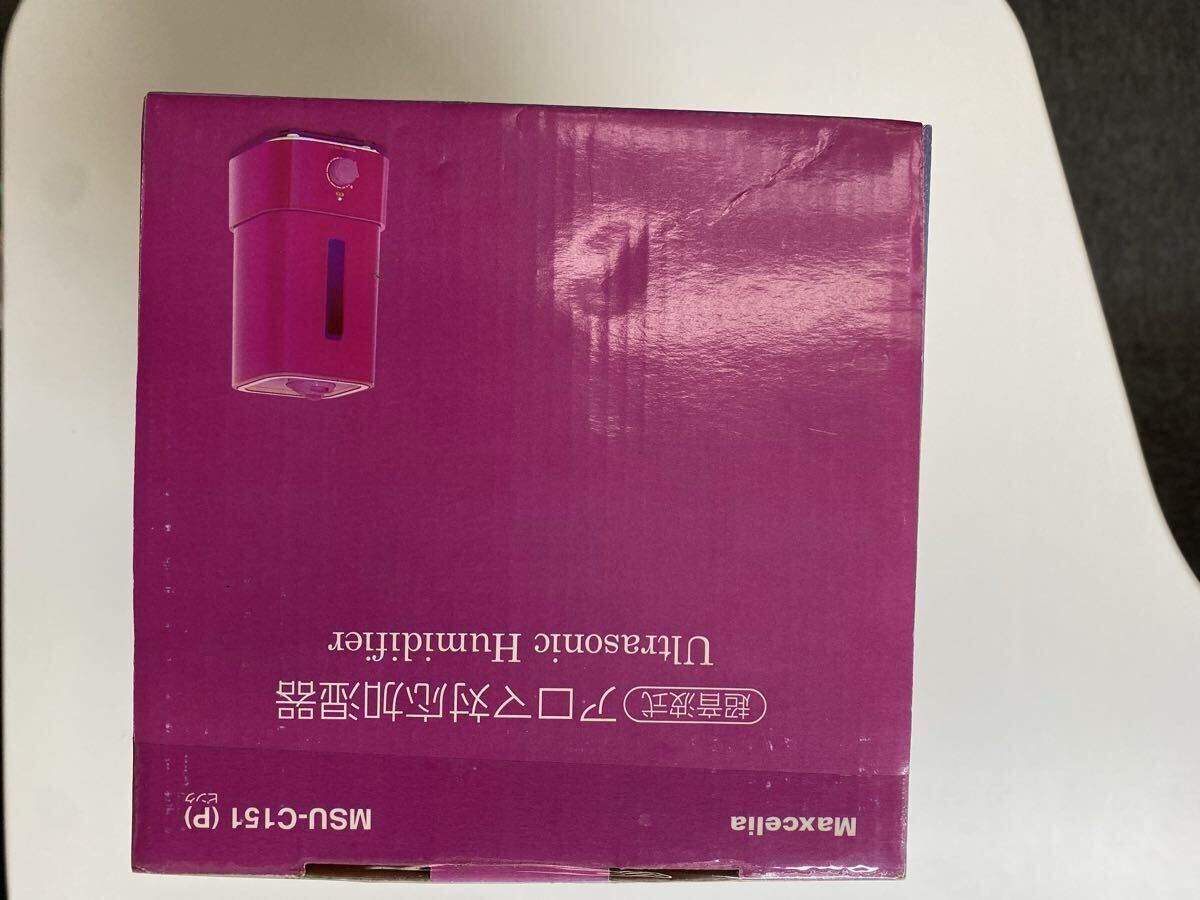 Maxcelia
MSU-C151 (P)
ピンク
超音波式 アロマ対応加湿器
Ultrasonic Humidifier